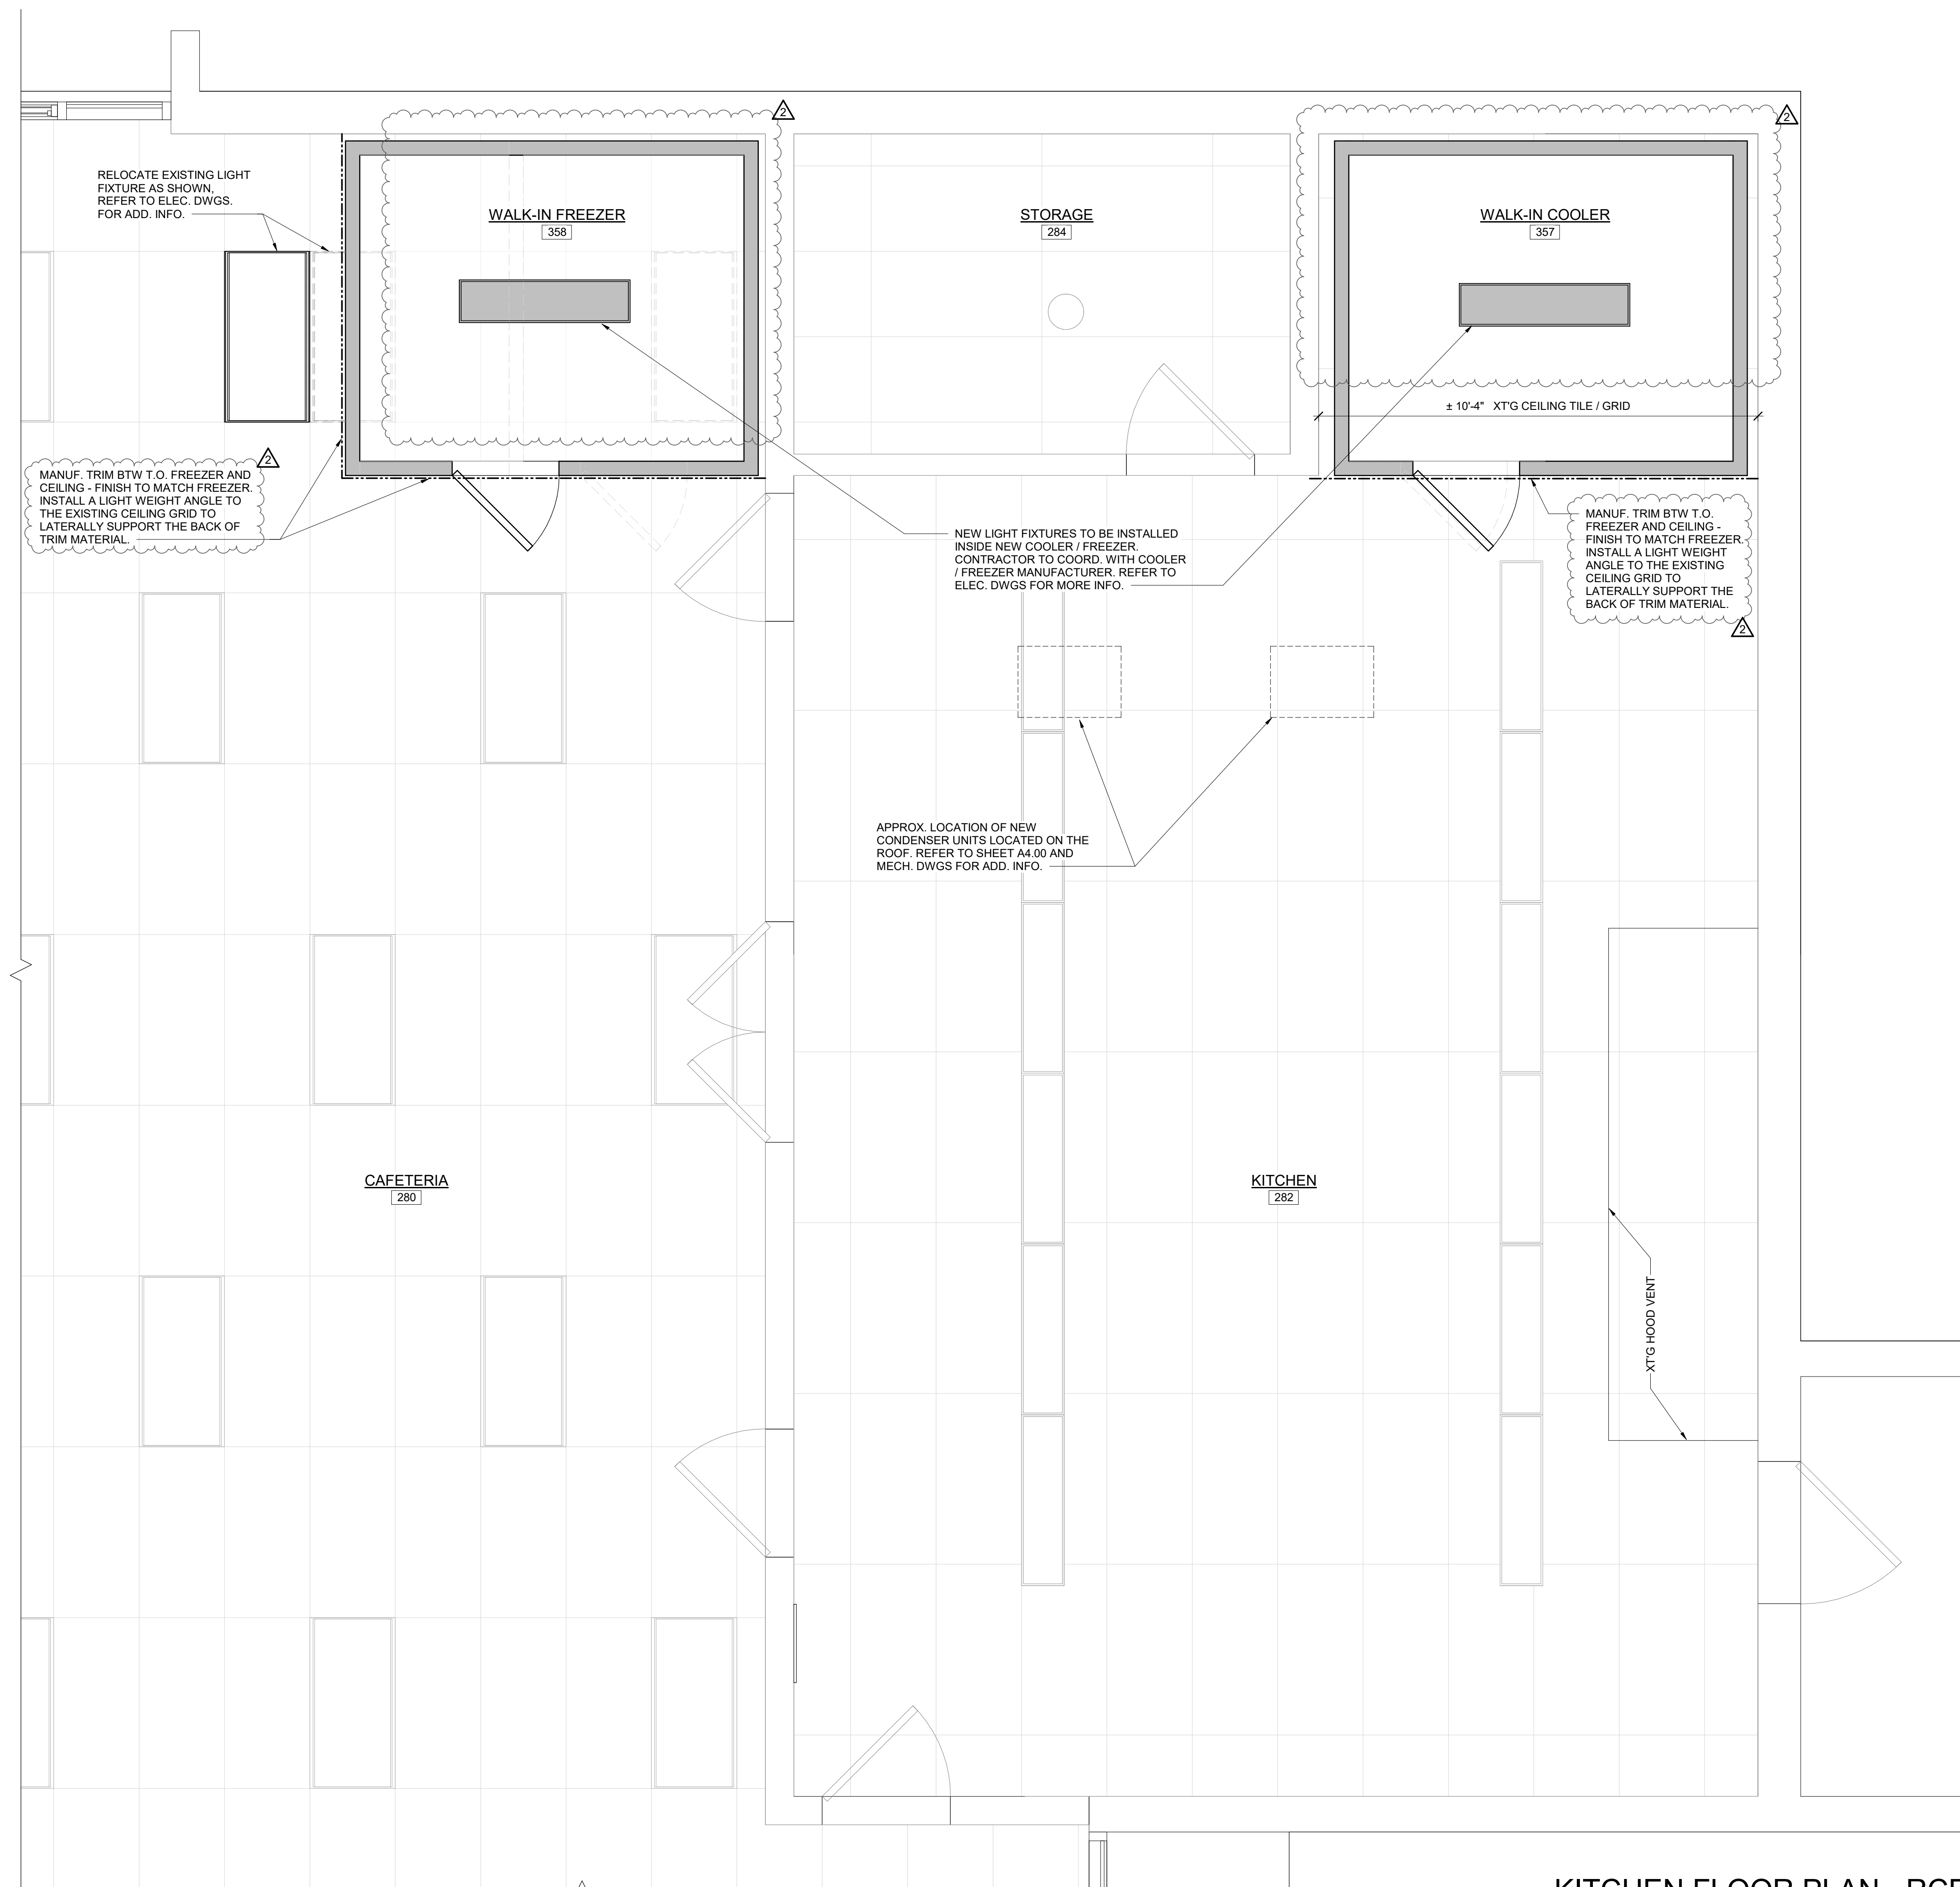 2
2
RELOCATE EXISTING LIGHT
FIXTURE AS SHOWN,
REFER TO ELEC. DWGS.
FOR ADD. INFO.
WALK-IN FREEZER
358
STORAGE
284
WALK-IN COOLER
357
± 10'-4" XT'G CEILING TILE / GRID
2
MANUF. TRIM BTW T.O. FREEZER AND
CEILING - FINISH TO MATCH FREEZER.
INSTALL A LIGHT WEIGHT ANGLE TO
THE EXISTING CEILING GRID TO
LATERALLY SUPPORT THE BACK OF
TRIM MATERIAL.
NEW LIGHT FIXTURES TO BE INSTALLED
INSIDE NEW COOLER / FREEZER.
CONTRACTOR TO COORD. WITH COOLER
/ FREEZER MANUFACTURER. REFER TO
ELEC. DWGS FOR MORE INFO.
MANUF. TRIM BTW T.O.
FREEZER AND CEILING -
FINISH TO MATCH FREEZER.
INSTALL A LIGHT WEIGHT
ANGLE TO THE EXISTING
CEILING GRID TO
LATERALLY SUPPORT THE
BACK OF TRIM MATERIAL.
2
APPROX. LOCATION OF NEW
CONDENSER UNITS LOCATED ON THE
ROOF. REFER TO SHEET A4.00 AND
MECH. DWGS FOR ADD. INFO.
CAFETERIA
280
KITCHEN
282
XT'G HOOD VENT
KITCHEN FLOOR PLAN - RCP